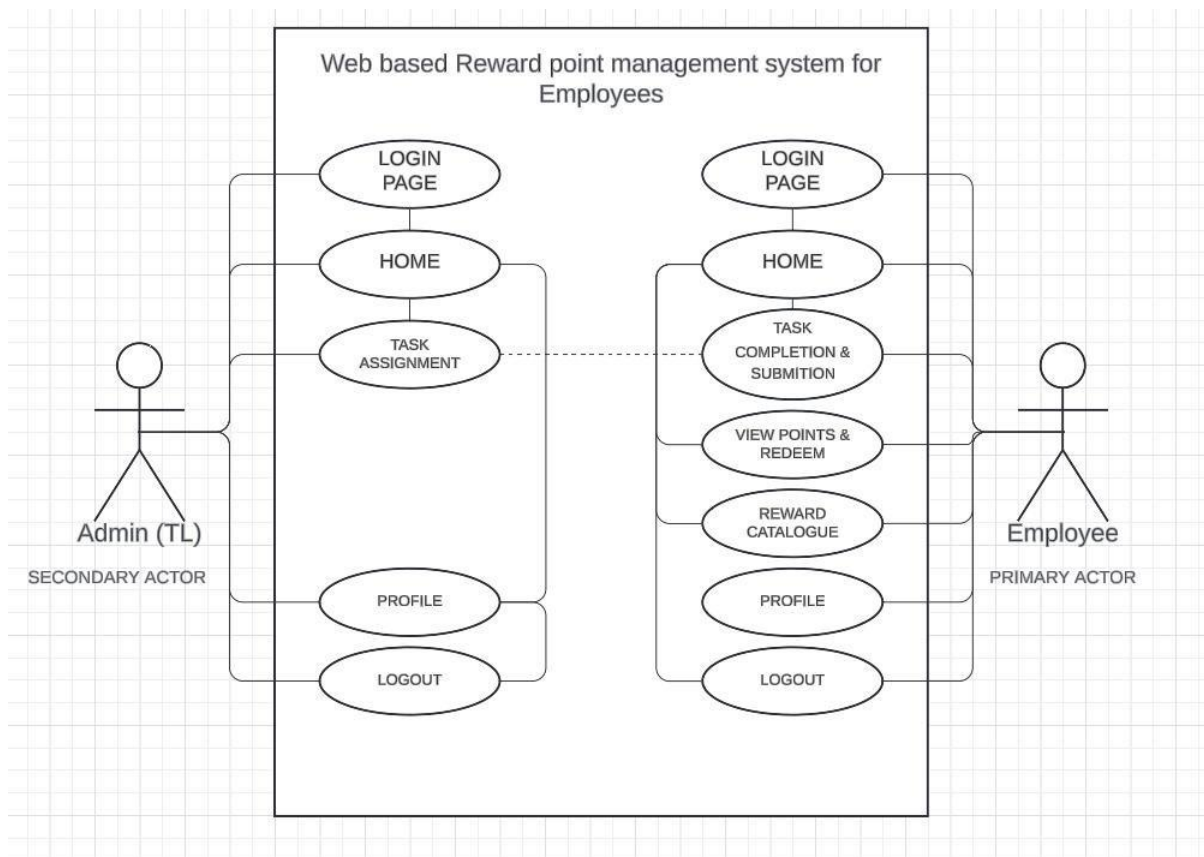 Web based Reward point management system for
Employees
LOGIN
PAGE
LOGIN
PAGE
HOME
HOME
TASK
ASSIGNMENT
TASK
COMPLETION &
SUBMITION
VIEW POINTS &
REDEEM
REWARD
CATALOGUE
Admin (TL)
SECONDARY ACTOR
Employee
PRIMARY ACTOR
PROFILE
PROFILE
LOGOUT
LOGOUT